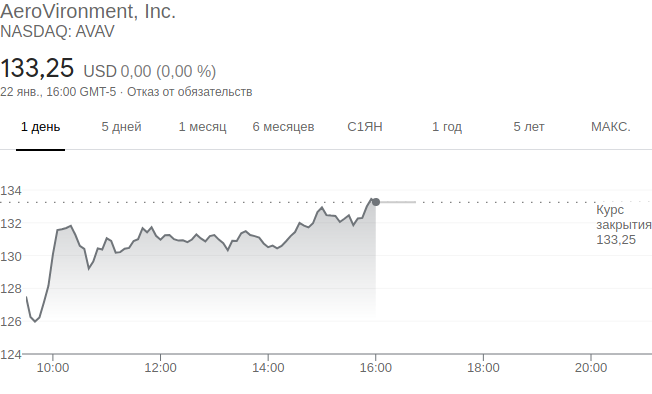 AeroVironment, Inc.
NASDAQ: AVAV
133,25 USD 0,00 (0,00 %)
22 янв., 16:00 GMT-5 · Отказ от обязательств
1 день 5 дней 1 месяц 6 месяцев С1ЯН 1 год 5 лет МАКС.
134
132
130
128
126
124
Курс
закрытия
133,25
10:00 12:00 14:00 16:00 18:00 20:00